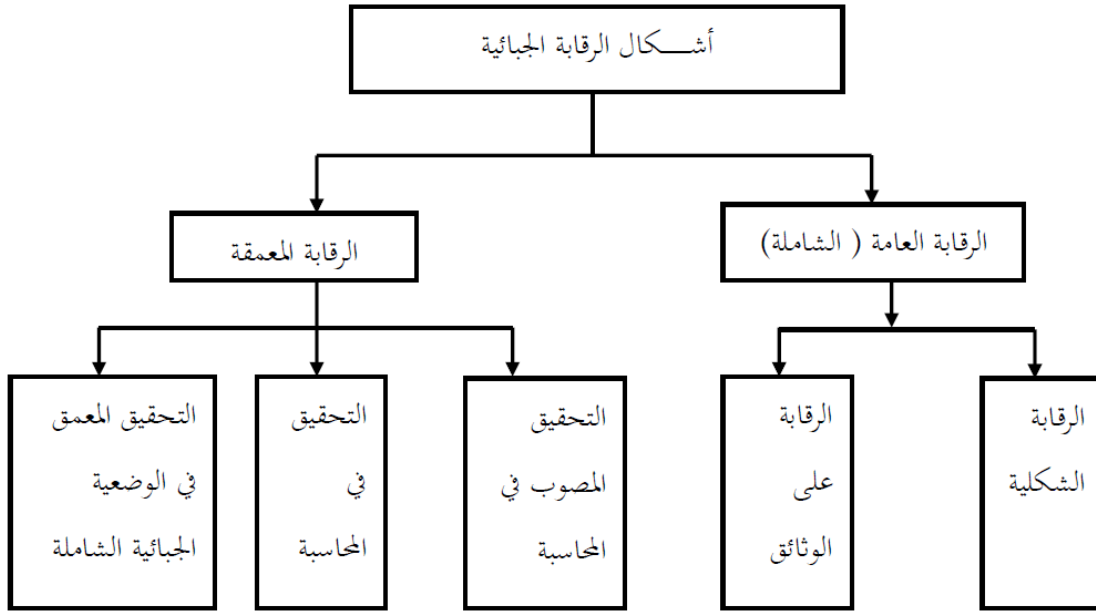 أشـــكال الرقابة الجبائية
الرقابة العامة ( الشاملة)
الرقابة المعمقة
الرقابة
الشكلية
الرقابة
على
الوثائق
التحقيق
المصوب في
المحاسبة
التحقيق
في
المحاسبة
التحقيق المعمق
في الوضعية
الجبائية الشاملة